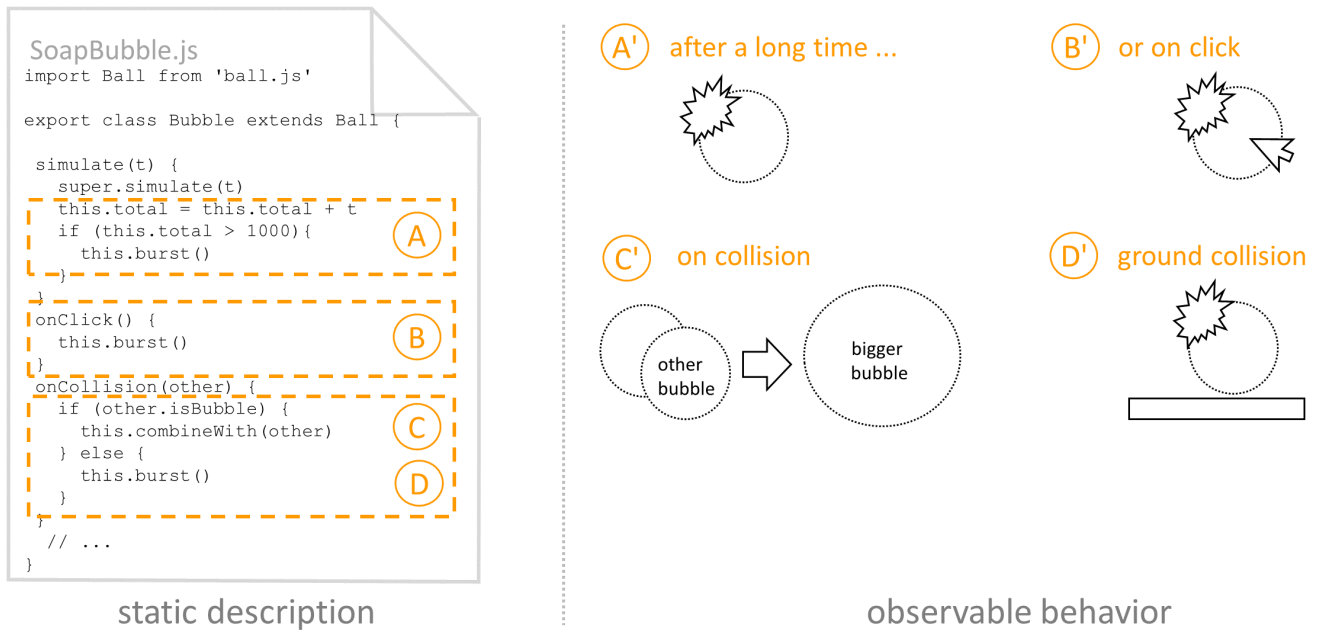 SoapBubble.js
import Ball from 'ball.js'
export class Bubble extends Ball {
simulate(t) {
super.simulate(t)
this.total = this.total + t
if (this.total > 1000){
this.burst()
}
}
A
onClick() {
this.burst()
}
B
onCollision(other) {
if (other.isBubble) {
this.combineWith(other)
} else {
this.burst()
}
}
C
D
// ...
}
static description
A' after a long time ...
B' or on click
C' on collision
other
bubble
bigger
bubble
D' ground collision
observable behavior